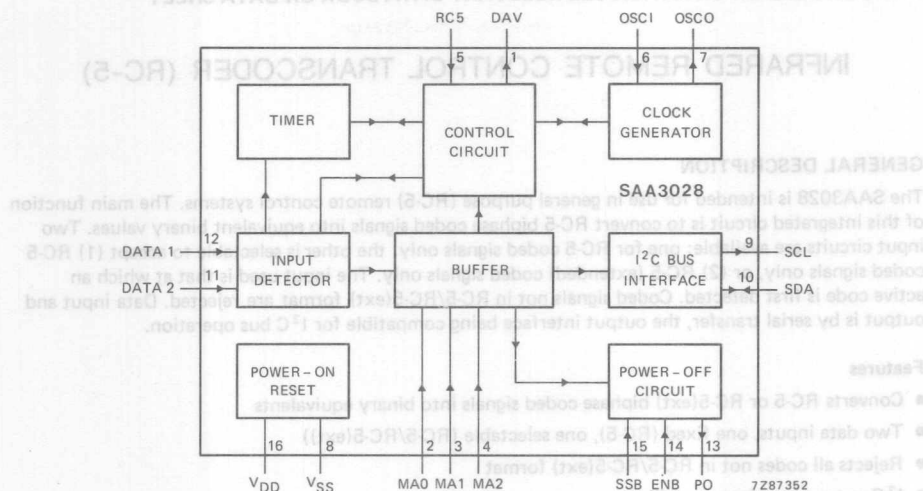 RC5 DAV OSCI OSCO
5 1 6 7
INFRARED REMOTE CONTROL TRANSCODER (RC-5)
TIMER
CONTROL CIRCUIT
CLOCK GENERATOR
GENERAL DESCRIPTION
SAA3028
The SAA3028 is intended for use in general purpose (RC-5) remote control systems. The main function
of this integrated circuit is to convert RC-5 biphase coded signals into equivalent binary values. Two
input circuits are available; one for RC-5 coded signals only, the other is selectable to accept (1) RC-5
coded signals only, or (2) RC-5 (extended) coded signals only. The input used is that at which an
active code is first detected. Coded signals not in RC-5/RC-5(ext) format are rejected. Data input and
output is by serial transfer, the output interface being compatible for I²C bus operation.
DATA 1 12
DATA 2 11
INPUT DETECTOR
BUFFER
I²C BUS INTERFACE
9 SCL
10 SDA
Features
POWER-ON RESET
POWER-OFF CIRCUIT
Converts RC-5 or RC-5(ext) biphase coded signals into binary equivalents
Two data inputs, one fixed (RC-5), one selectable (RC-5/RC-5(ext))
Rejects all codes not in RC-5/RC-5(ext) format
16 8 2 3 4 15 14 13
VDD VSS MA0 MA1 MA2 SSB ENB PO 7Z87352